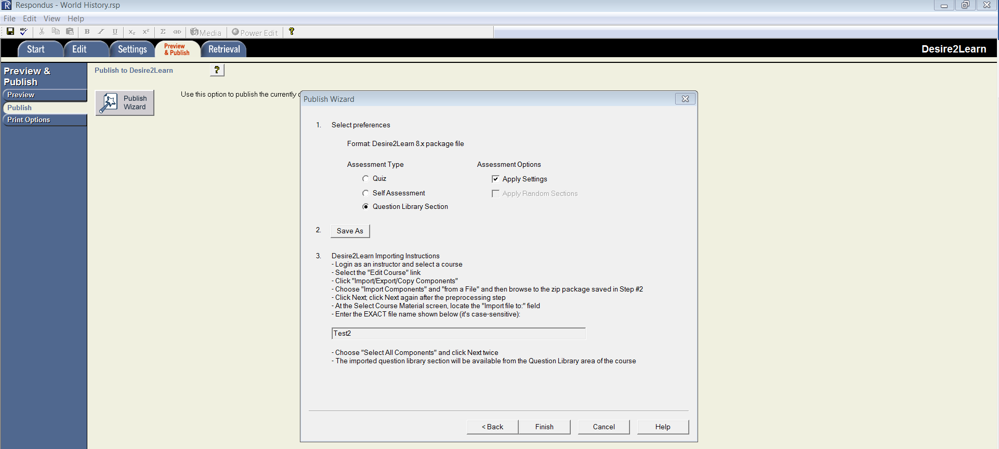 Respondus - World History.rsp
File Edit View Help
ABC B I U X₂ X² Σ <H> Media Power Edit ?
Start Edit Settings Preview & Publish Retrieval Desire2Learn
Preview & Publish
Preview
Publish
Print Options
Publish to Desire2Learn ?
Publish Wizard
Use this option to publish the currently
Publish Wizard
1. Select preferences
Format: Desire2Learn 8.x package file
Assessment Type Assessment Options
Quiz Apply Settings
Self Assessment Apply Random Sections
Question Library Section
2. Save As
3. Desire2Learn Importing Instructions
- Login as an instructor and select a course
- Select the "Edit Course" link
- Click "Import/Export/Copy Components"
- Choose "Import Components" and "from a File" and then browse to the zip package saved in Step #2
- Click Next; click Next again after the preprocessing step
- At the Select Course Material screen, locate the "Import file to:" field
- Enter the EXACT file name shown below (it's case-sensitive):
Test2
- Choose "Select All Components" and click Next twice
- The imported question library section will be available from the Question Library area of the course
< Back Finish Cancel Help